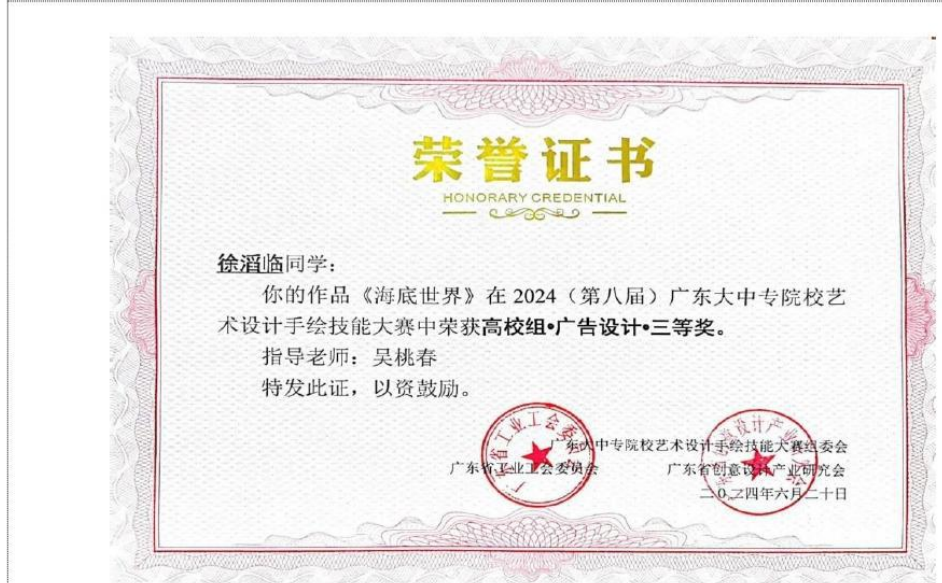 荣誉证书
HONORARY CREDENTIAL
徐滔临同学：
你的作品《海底世界》在 2024（第八届）广东大中专院校艺
术设计手绘技能大赛中荣获高校组•广告设计•三等奖。
指导老师：吴桃春
特发此证，以资鼓励。
广东大中专院校艺术设计手绘技能大赛组委会
广东省工业工会委员会
广东省创意设计产业研究会
二〇二四年六月二十日